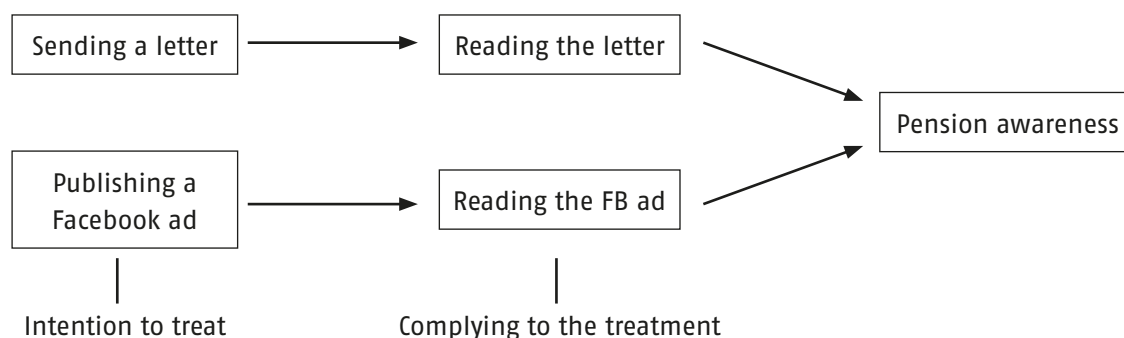 Sending a letter
Reading the letter
Pension awareness
Publishing a
Facebook ad
Reading the FB ad
Intention to treat
Complying to the treatment